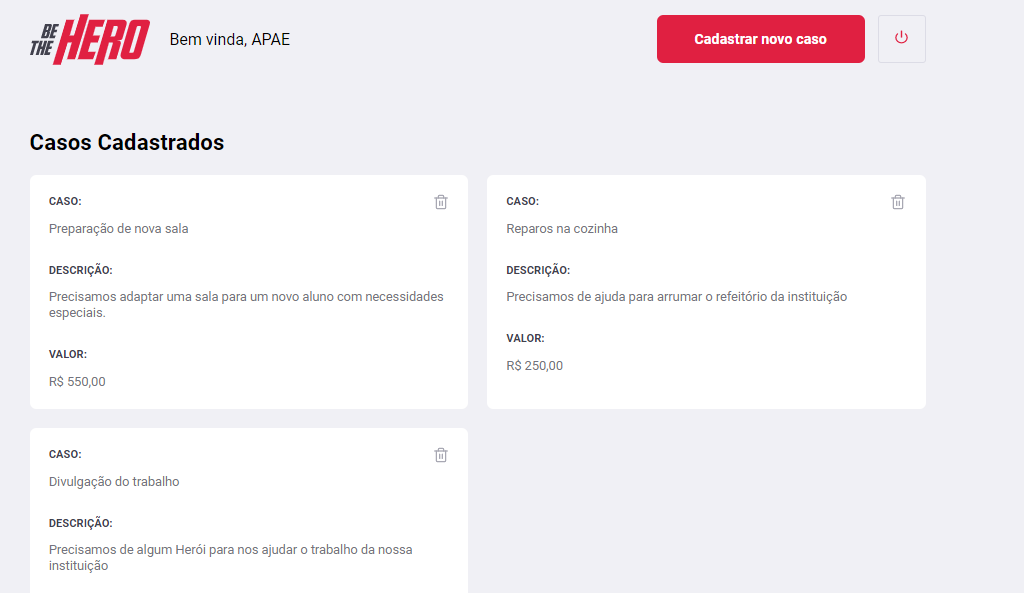 BE
THE
HERO
Bem vinda, APAE
Cadastrar novo caso
Casos Cadastrados
CASO:
Preparação de nova sala
DESCRIÇÃO:
Precisamos adaptar uma sala para um novo aluno com necessidades
especiais.
VALOR:
R$ 550,00
CASO:
Reparos na cozinha
DESCRIÇÃO:
Precisamos de ajuda para arrumar o refeitório da instituição
VALOR:
R$ 250,00
CASO:
Divulgação do trabalho
DESCRIÇÃO:
Precisamos de algum Herói para nos ajudar o trabalho da nossa
instituição